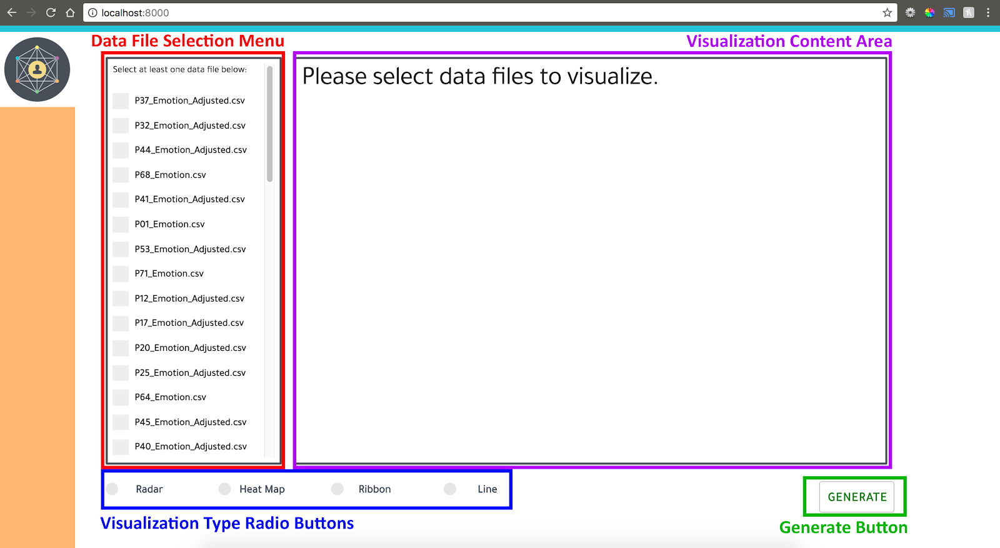 localhost:8000
Data File Selection Menu
Visualization Content Area
Select at least one data file below:
P37_Emotion_Adjusted.csv
P32_Emotion_Adjusted.csv
P44_Emotion_Adjusted.csv
P68_Emotion.csv
P41_Emotion_Adjusted.csv
P01_Emotion.csv
P53_Emotion_Adjusted.csv
P71_Emotion.csv
P12_Emotion_Adjusted.csv
P17_Emotion_Adjusted.csv
P20_Emotion_Adjusted.csv
P25_Emotion_Adjusted.csv
P64_Emotion.csv
P45_Emotion_Adjusted.csv
P40_Emotion_Adjusted.csv
Please select data files to visualize.
Radar Heat Map Ribbon Line
GENERATE
Visualization Type Radio Buttons
Generate Button